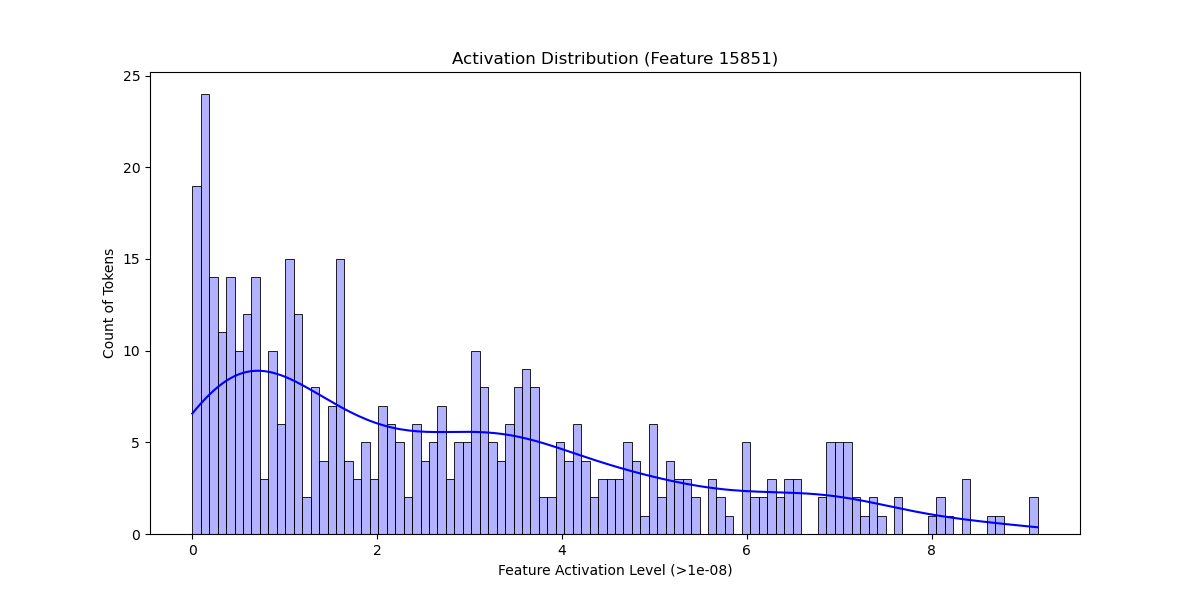 Activation Distribution (Feature 15851)
25
20
15
10
5
0
Count of Tokens
0 2 4 6 8
Feature Activation Level (>1e-08)